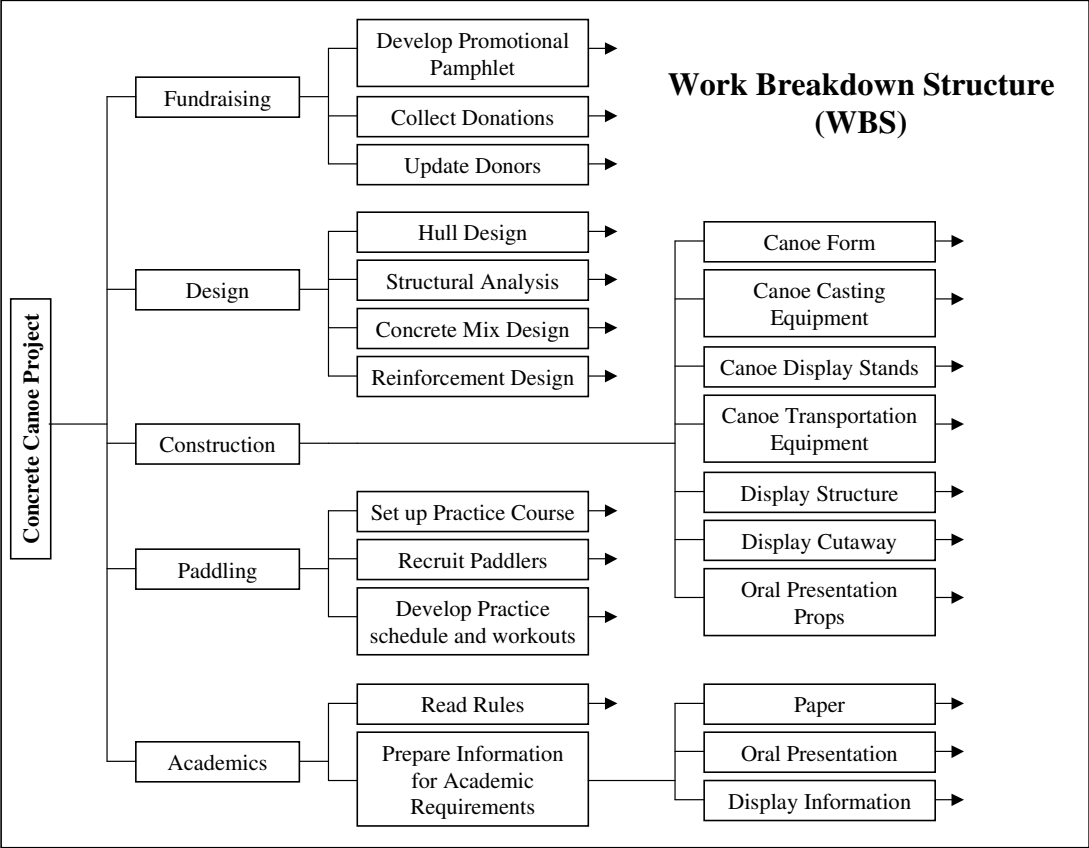 Work Breakdown Structure
(WBS)
Concrete Canoe Project
Fundraising
Develop Promotional
Pamphlet
Collect Donations
Update Donors
Design
Hull Design
Structural Analysis
Concrete Mix Design
Reinforcement Design
Construction
Canoe Form
Canoe Casting
Equipment
Canoe Display Stands
Canoe Transportation
Equipment
Display Structure
Display Cutaway
Oral Presentation
Props
Paddling
Set up Practice Course
Recruit Paddlers
Develop Practice
schedule and workouts
Academics
Read Rules
Prepare Information
for Academic
Requirements
Paper
Oral Presentation
Display Information